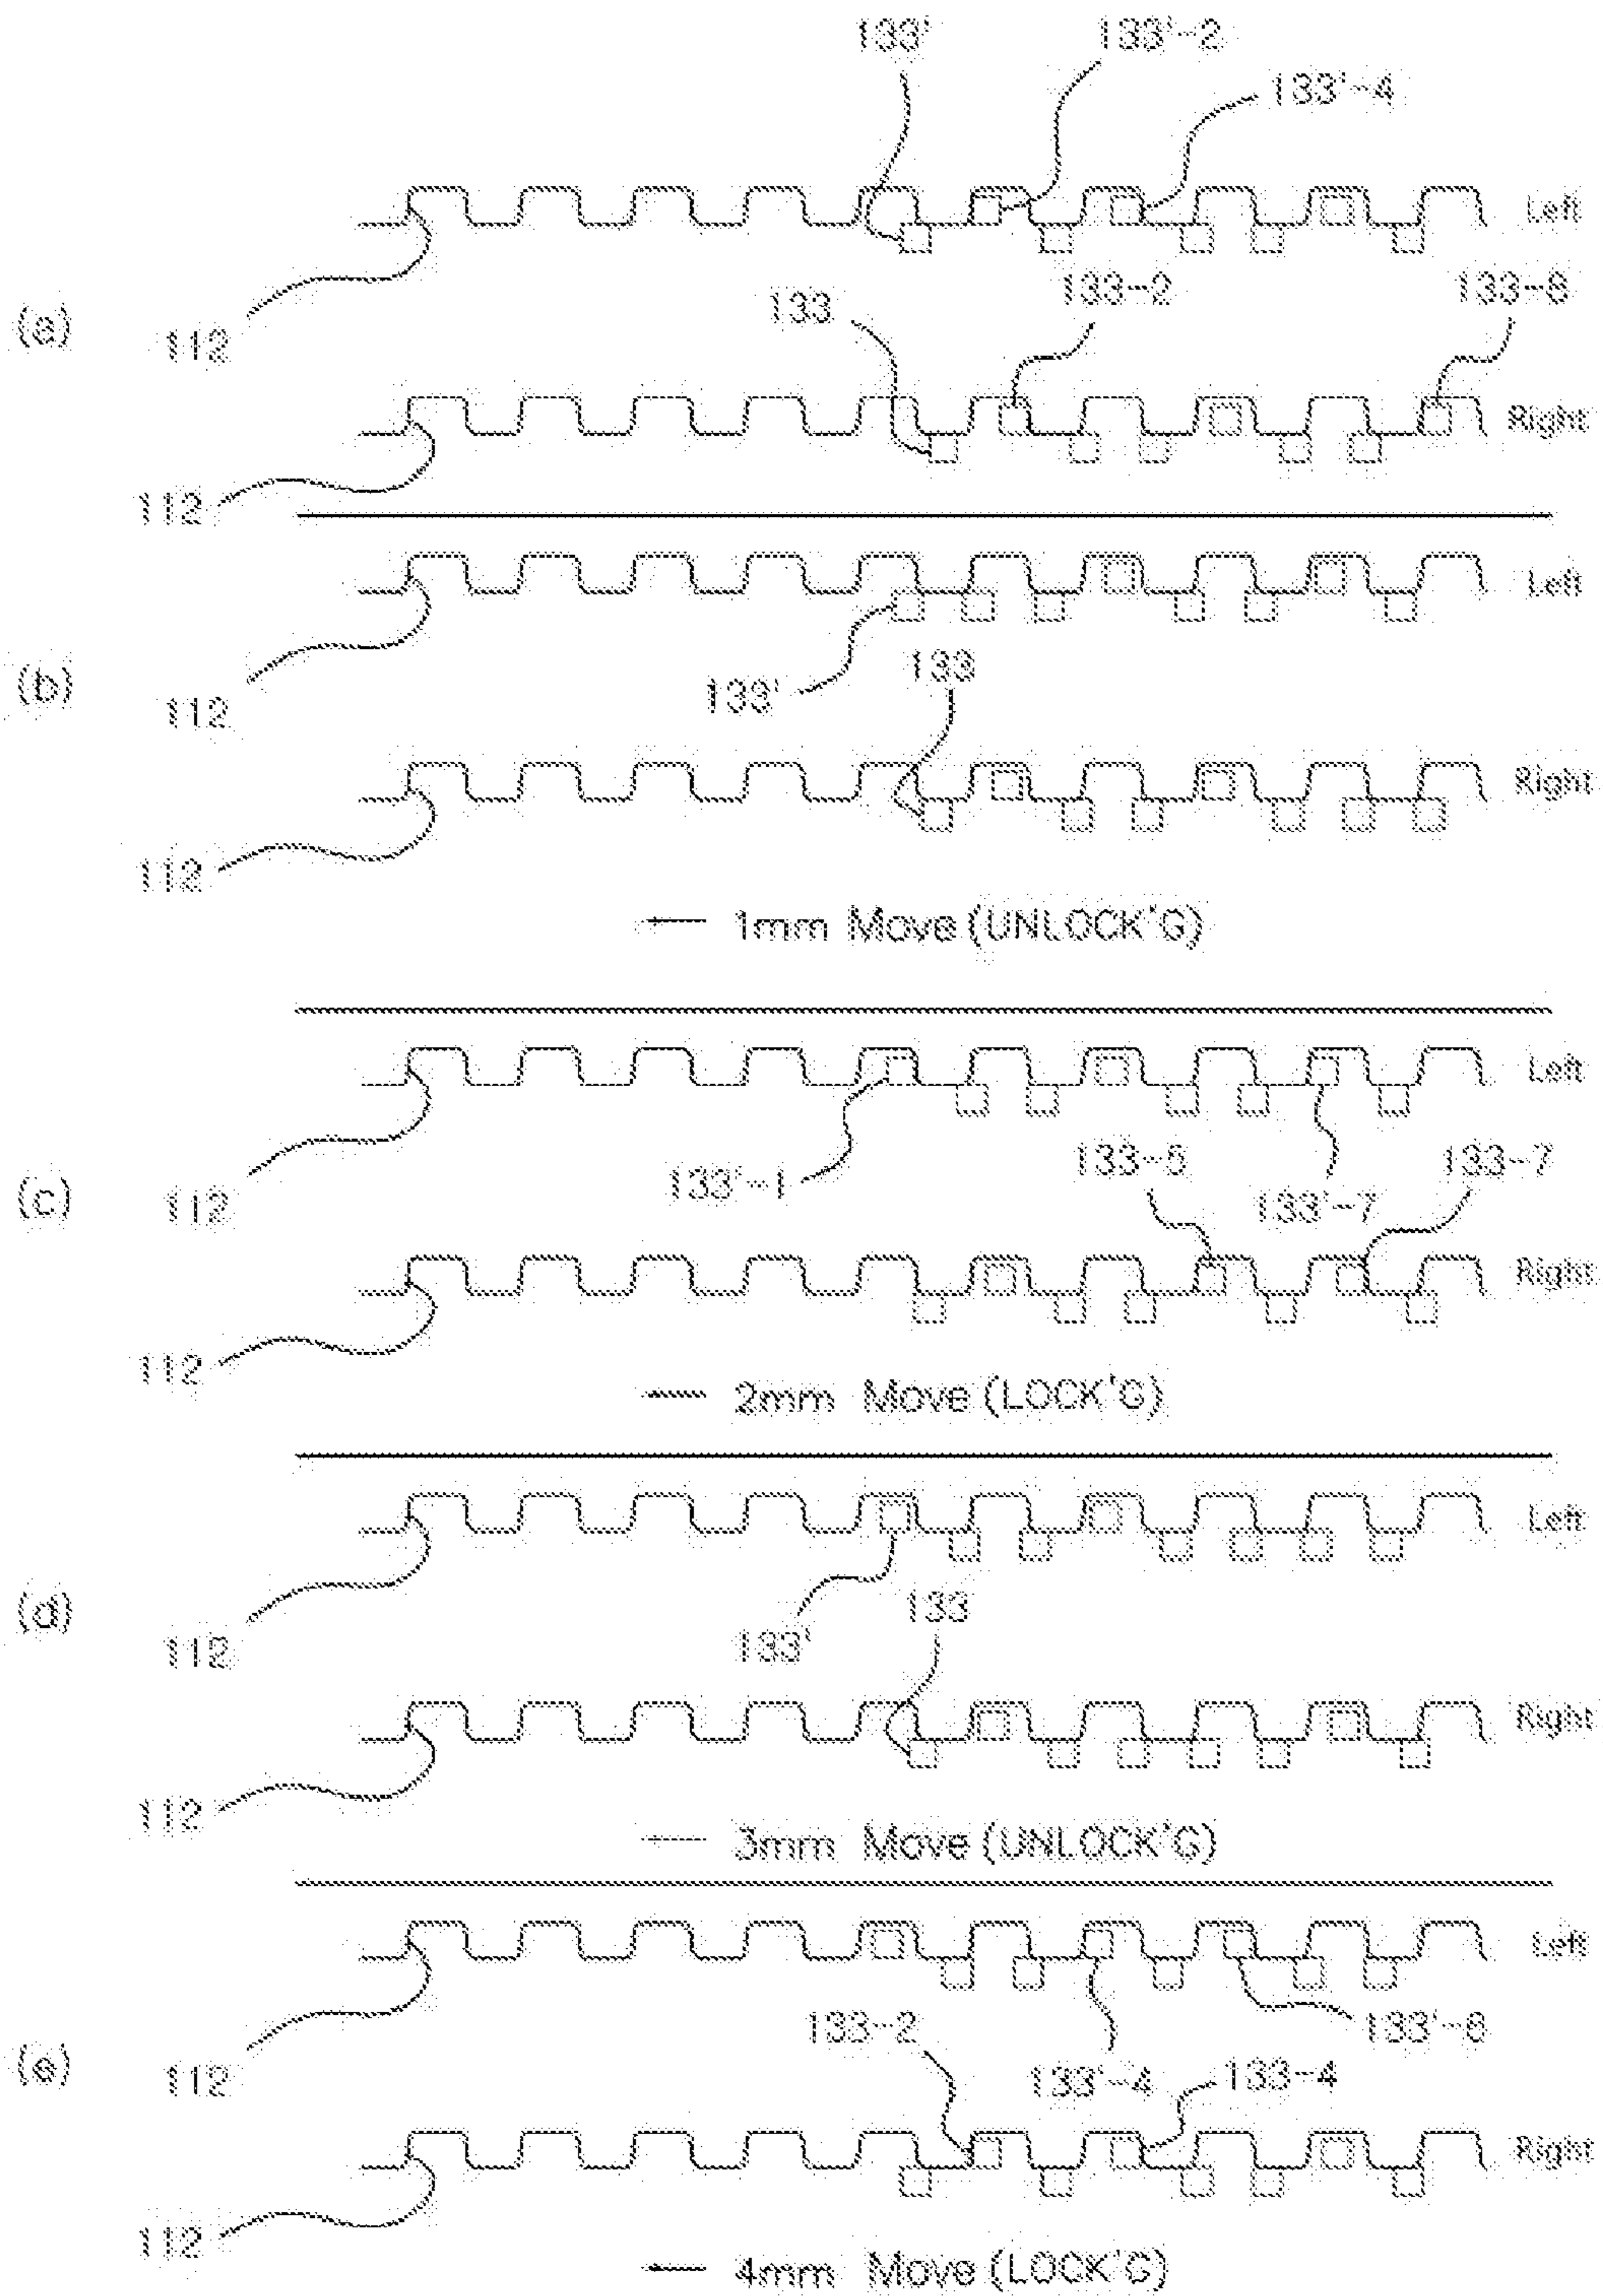 133' 133'-2
133'-4
Left
133 133-2 133-6
(a) 112
Right
112
Left
133
(b) 133'
112
Right
112
1mm Move (UNLOCK'G)
Left
133'-1 133-5 133-7
(c) 112 133'-7
Right
112
2mm Move (LOCK'G)
Left
133
(d) 112 133'
Right
112
3mm Move (UNLOCK'G)
Left
133-2 133'-6
(e) 112 133'-4 133-4
Right
112
4mm Move (LOCK'G)